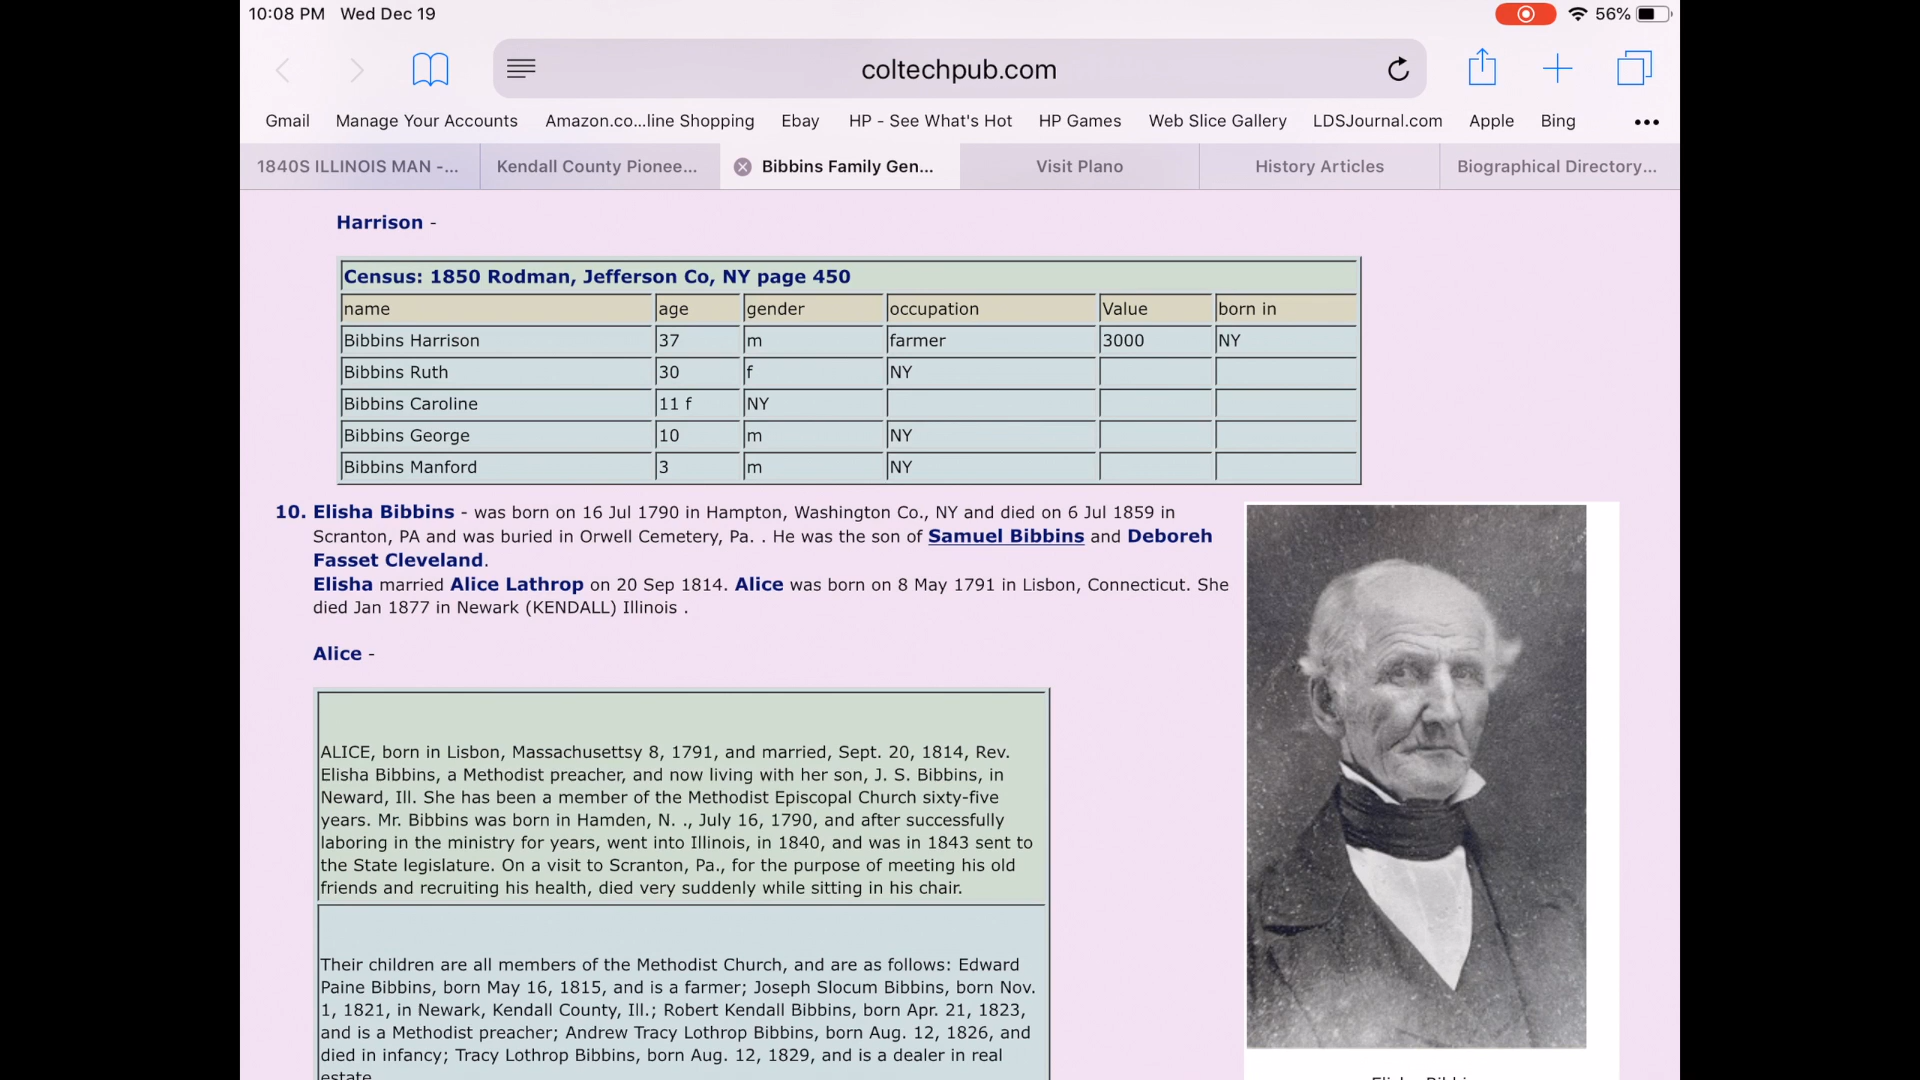 10:08 PM Wed Dec 19
56%
coltechpub.com
Gmail Manage Your Accounts Amazon.co...line Shopping Ebay HP - See What's Hot HP Games Web Slice Gallery LDSJournal.com Apple Bing
1840S ILLINOIS MAN -... Kendall County Pionee... Bibbins Family Gen... Visit Plano History Articles Biographical Directory...
Harrison -
Census: 1850 Rodman, Jefferson Co, NY page 450
name age gender occupation Value born in
Bibbins Harrison 37 m farmer 3000 NY
Bibbins Ruth 30 f NY
Bibbins Caroline 11 f NY
Bibbins George 10 m NY
Bibbins Manford 3 m NY
10. Elisha Bibbins - was born on 16 Jul 1790 in Hampton, Washington Co., NY and died on 6 Jul 1859 in
Scranton, PA and was buried in Orwell Cemetery, Pa. . He was the son of Samuel Bibbins and Deboreh
Fasset Cleveland.
Elisha married Alice Lathrop on 20 Sep 1814. Alice was born on 8 May 1791 in Lisbon, Connecticut. She
died Jan 1877 in Newark (KENDALL) Illinois .
Alice -
ALICE, born in Lisbon, Massachusettsy 8, 1791, and married, Sept. 20, 1814, Rev.
Elisha Bibbins, a Methodist preacher, and now living with her son, J. S. Bibbins, in
Neward, Ill. She has been a member of the Methodist Episcopal Church sixty-five
years. Mr. Bibbins was born in Hamden, N. ., July 16, 1790, and after successfully
laboring in the ministry for years, went into Illinois, in 1840, and was in 1843 sent to
the State legislature. On a visit to Scranton, Pa., for the purpose of meeting his old
friends and recruiting his health, died very suddenly while sitting in his chair.
Their children are all members of the Methodist Church, and are as follows: Edward
Paine Bibbins, born May 16, 1815, and is a farmer; Joseph Slocum Bibbins, born Nov.
1, 1821, in Newark, Kendall County, Ill.; Robert Kendall Bibbins, born Apr. 21, 1823,
and is a Methodist preacher; Andrew Tracy Lothrop Bibbins, born Aug. 12, 1826, and
died in infancy; Tracy Lothrop Bibbins, born Aug. 12, 1829, and is a dealer in real
estate